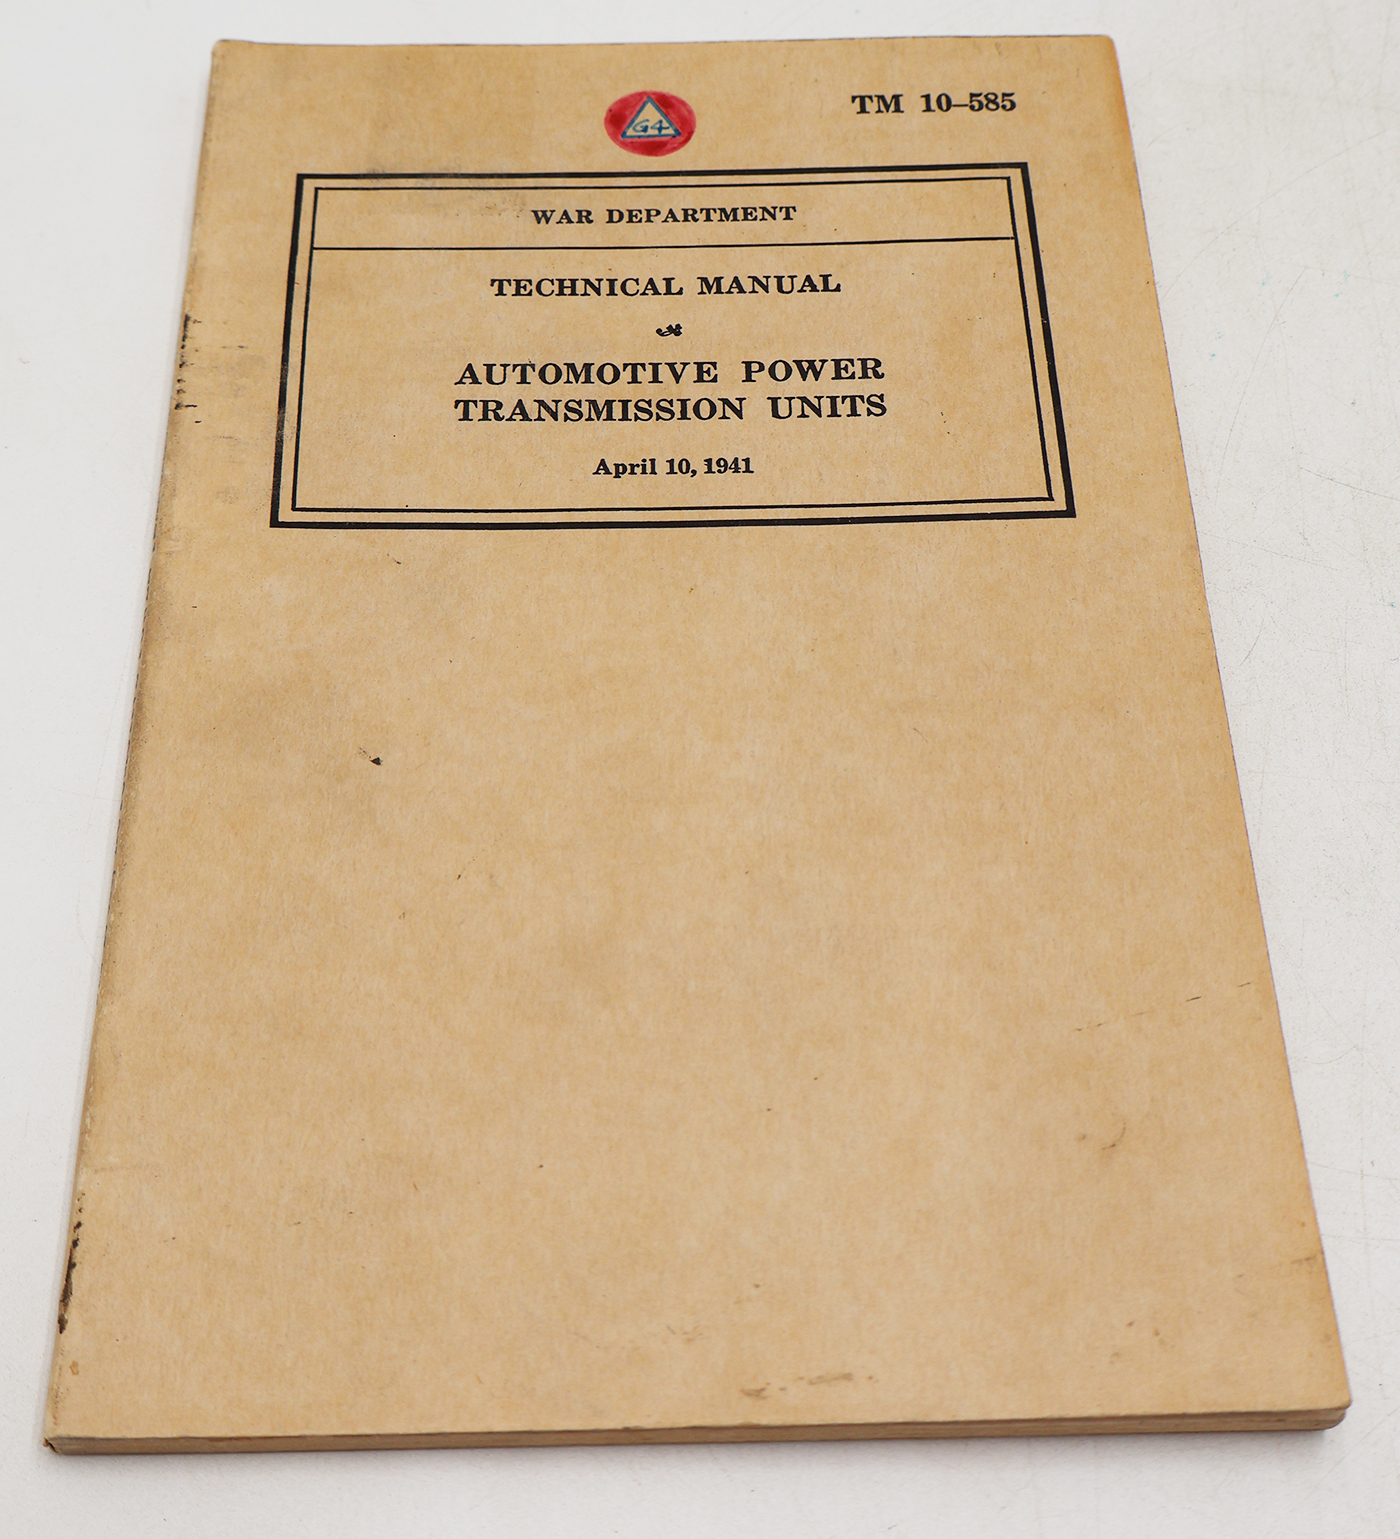 G4
TM 10–585
WAR DEPARTMENT
TECHNICAL MANUAL
AUTOMOTIVE POWER
TRANSMISSION UNITS
April 10, 1941